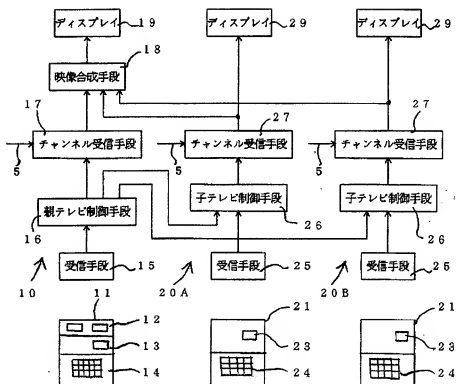 ディスプレイ 19 ディスプレイ 29 ディスプレイ 29
18
映像合成手段
17 27 27
チャンネル受信手段 チャンネル受信手段 チャンネル受信手段
5 5 5
親テレビ制御手段 子テレビ制御手段 子テレビ制御手段
16 26 26
受信手段 15 受信手段 25 受信手段 25
10 20A 20B
11 21 21
12
13 23 23
14 24 24